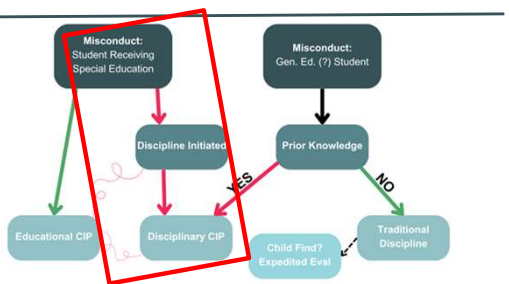 Misconduct:
Student Receiving
Special Education
Misconduct:
Gen. Ed. (?) Student
Discipline Initiated
Prior Knowledge
YES
NO
Educational CIP
Disciplinary CIP
Child Find?
Expedited Eval
Traditional
Discipline